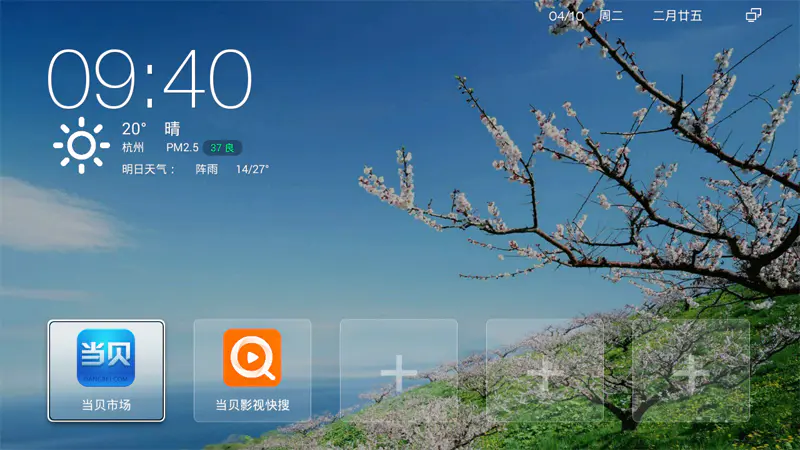 04/10 周二 二月廿五
09:40
20° 晴
杭州 PM2.5 37 良
明日天气： 阵雨 14/27°
当贝
DANGBEI.COM
当贝市场
当贝影视快搜